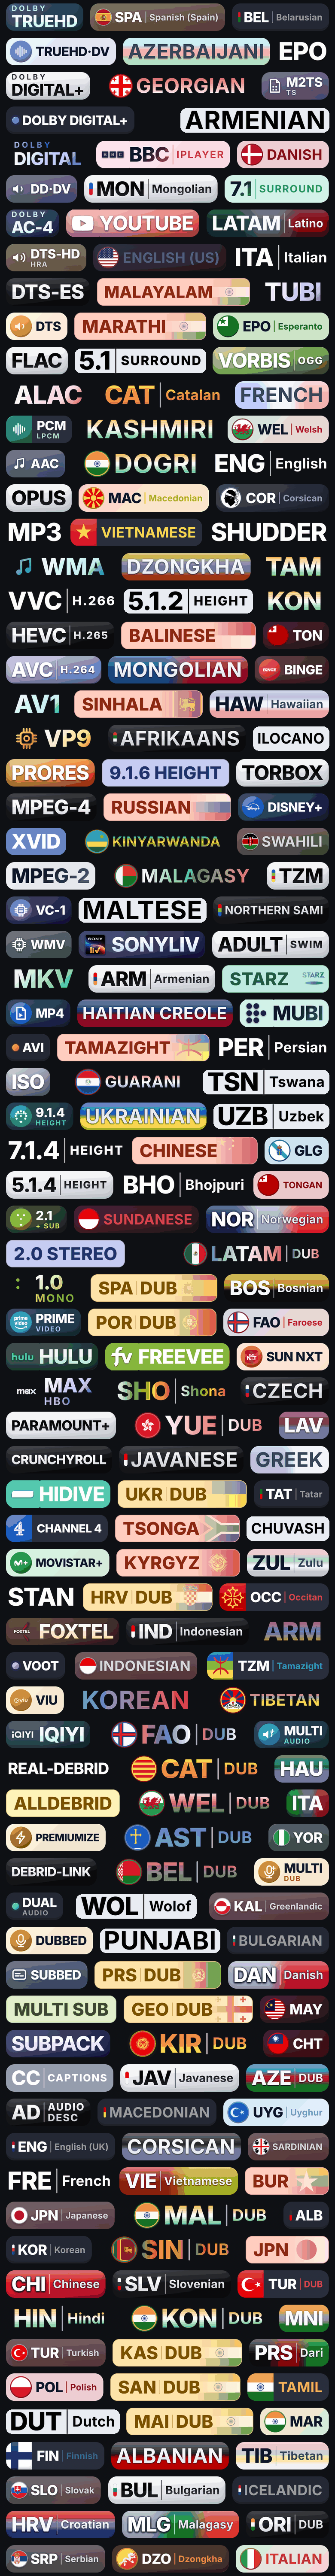 DOLBY TRUEHD SPA Spanish (Spain) BEL Belarusian
TRUEHD·DV AZERBAIJANI EPO
DOLBY DIGITAL+ GEORGIAN M2TS TS
DOLBY DIGITAL+ ARMENIAN
DOLBY DIGITAL BBC BBC IPLAYER DANISH
DD·DV MON Mongolian 7.1 SURROUND
DOLBY AC-4 YOUTUBE LATAM Latino
DTS-HD HRA ENGLISH (US) ITA Italian
DTS-ES MALAYALAM TUBI
DTS MARATHI EPO Esperanto
FLAC 5.1 SURROUND VORBIS OGG
ALAC CAT Catalan FRENCH
PCM LPCM KASHMIRI WEL Welsh
AAC DOGRI ENG English
OPUS MAC Macedonian COR Corsican
MP3 VIETNAMESE SHUDDER
WMA DZONGKHA TAM
VVC H.266 5.1.2 HEIGHT KON
HEVC H.265 BALINESE TON
AVC H.264 MONGOLIAN BINGE
AV1 SINHALA HAW Hawaiian
VP9 AFRIKAANS ILOCANO
PRORES 9.1.6 HEIGHT TORBOX
MPEG-4 RUSSIAN DISNEY+
XVID KINYARWANDA SWAHILI
MPEG-2 MALAGASY TZM
VC-1 MALTESE NORTHERN SAMI
WMV SONY liv SONYLIV ADULT SWIM
MKV ARM Armenian STARZ STARZ
MP4 HAITIAN CREOLE MUBI
AVI TAMAZIGHT PER Persian
ISO GUARANI TSN Tswana
9.1.4 HEIGHT UKRAINIAN UZB Uzbek
7.1.4 HEIGHT CHINESE GLG
5.1.4 HEIGHT BHO Bhojpuri TONGAN
2.1 + SUB SUNDANESE NOR Norwegian
2.0 STEREO LATAM DUB
1.0 MONO SPA DUB BOS Bosnian
prime video PRIME VIDEO POR DUB FAO Faroese
hulu HULU fv FREEVEE SUN NXT
max MAX HBO SHO Shona CZECH
PARAMOUNT+ YUE DUB LAV
CRUNCHYROLL JAVANESE GREEK
HIDIVE UKR DUB TAT Tatar
4 CHANNEL 4 TSONGA CHUVASH
M+ MOVISTAR+ KYRGYZ ZUL Zulu
STAN HRV DUB OCC Occitan
FOXTEL FOXTEL IND Indonesian ARM
VOOT INDONESIAN TZM Tamazight
viu VIU KOREAN TIBETAN
iQIYI IQIYI FAO DUB MULTI AUDIO
REAL-DEBRID CAT DUB HAU
ALLDEBRID WEL DUB ITA
PREMIUMIZE AST DUB YOR
DEBRID-LINK BEL DUB MULTI DUB
DUAL AUDIO WOL Wolof KAL Greenlandic
DUBBED PUNJABI BULGARIAN
SUBBED PRS DUB DAN Danish
MULTI SUB GEO DUB MAY
SUBPACK KIR DUB CHT
CC CAPTIONS JAV Javanese AZE DUB
AD AUDIO DESC MACEDONIAN UYG Uyghur
ENG English (UK) CORSICAN SARDINIAN
FRE French VIE Vietnamese BUR
JPN Japanese MAL DUB ALB
KOR Korean SIN DUB JPN
CHI Chinese SLV Slovenian TUR DUB
HIN Hindi KON DUB MNI
TUR Turkish KAS DUB PRS Dari
POL Polish SAN DUB TAMIL
DUT Dutch MAI DUB MAR
FIN Finnish ALBANIAN TIB Tibetan
SLO Slovak BUL Bulgarian ICELANDIC
HRV Croatian MLG Malagasy ORI DUB
SRP Serbian DZO Dzongkha ITALIAN